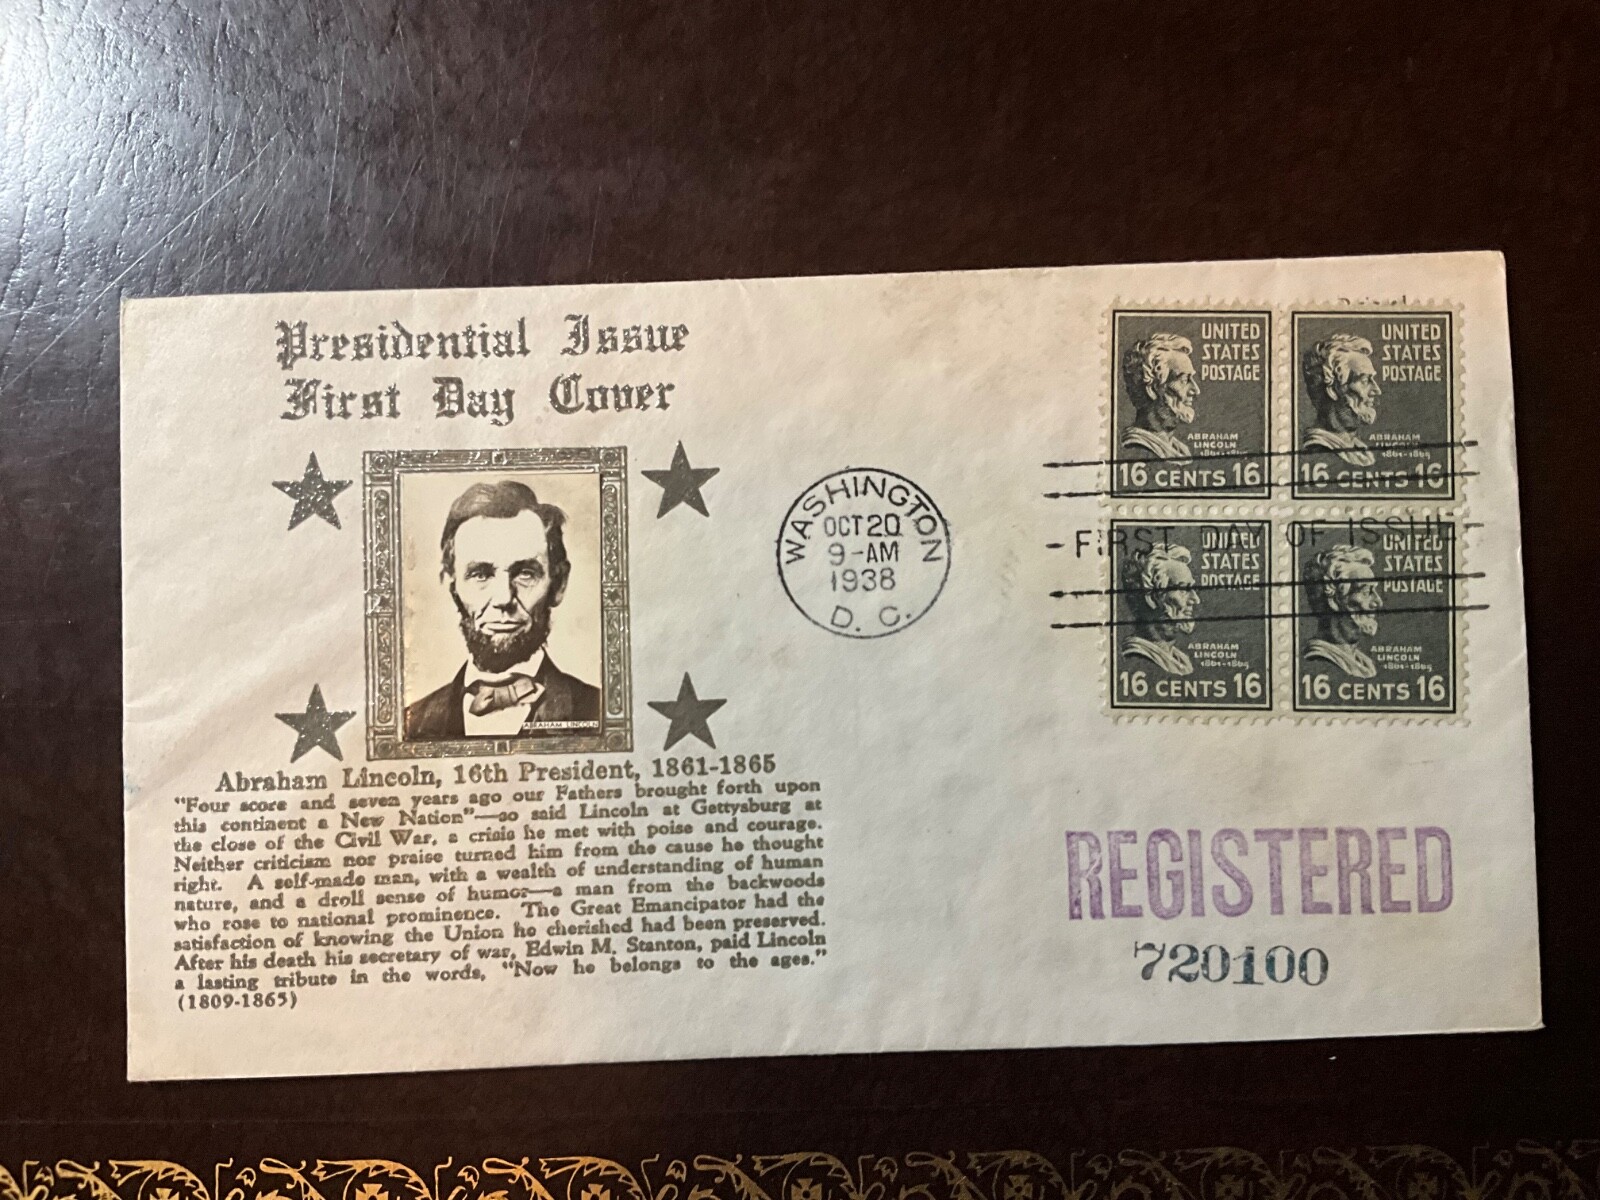 Presidential Issue
First Day Cover
ABRAHAM LINCOLN
Abraham Lincoln, 16th President, 1861-1865
"Four score and seven years ago our Fathers brought forth upon
this continent a New Nation"—so said Lincoln at Gettysburg at
the close of the Civil War, a crisis he met with poise and courage.
Neither criticism nor praise turned him from the cause he thought
right. A self-made man, with a wealth of understanding of human
nature, and a droll sense of humor—a man from the backwoods
who rose to national prominence. The Great Emancipator had the
satisfaction of knowing the Union he cherished had been preserved.
After his death his secretary of war, Edwin M. Stanton, paid Lincoln
a lasting tribute in the words, "Now he belongs to the ages."
(1809-1865)
WASHINGTON
OCT 20
9-AM
1938
D. C.
UNITED
STATES
POSTAGE
ABRAHAM
LINCOLN
1861-1865
16 CENTS 16
UNITED
STATES
POSTAGE
ABRAHAM
LINCOLN
1861-1865
16 CENTS 16
-FIRST DAY OF ISSUE-
UNITED
STATES
POSTAGE
ABRAHAM
LINCOLN
1861-1865
16 CENTS 16
UNITED
STATES
POSTAGE
ABRAHAM
LINCOLN
1861-1865
16 CENTS 16
REGISTERED
720100